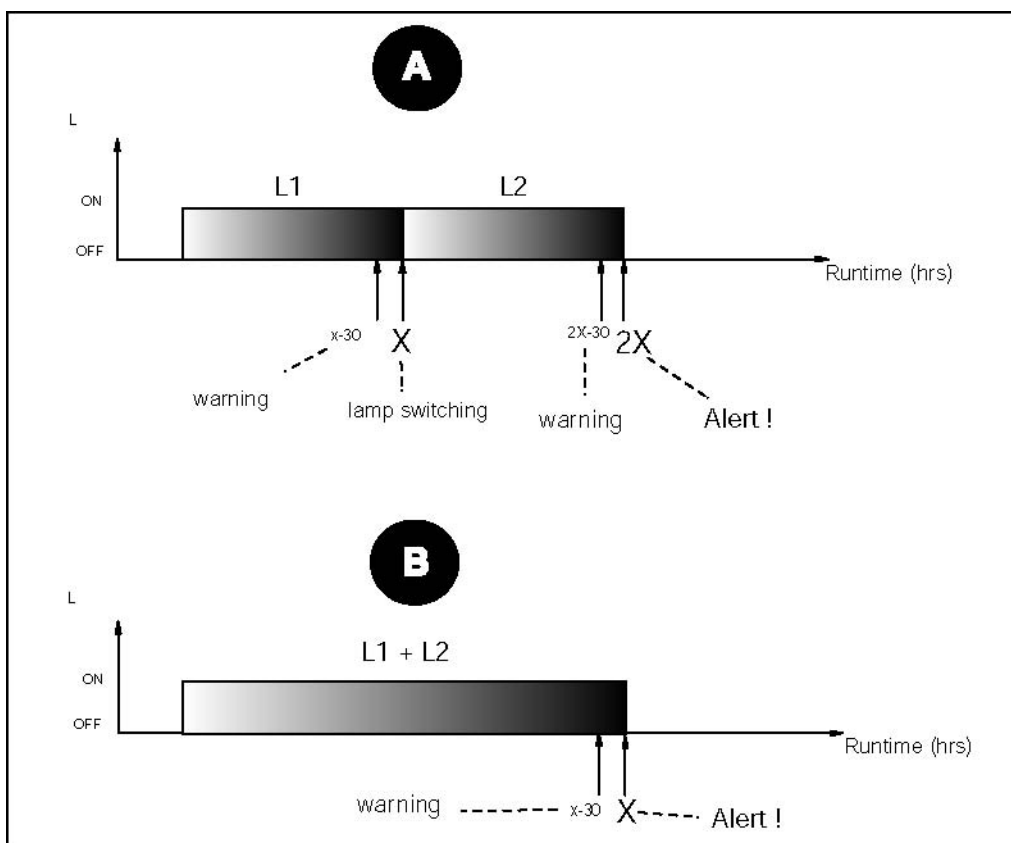 A
L
L1 L2
ON
OFF
Runtime (hrs)
x-30 X 2X-30 2X
warning lamp switching warning Alert !
B
L
L1 + L2
ON
OFF
Runtime (hrs)
warning x-30 X Alert !